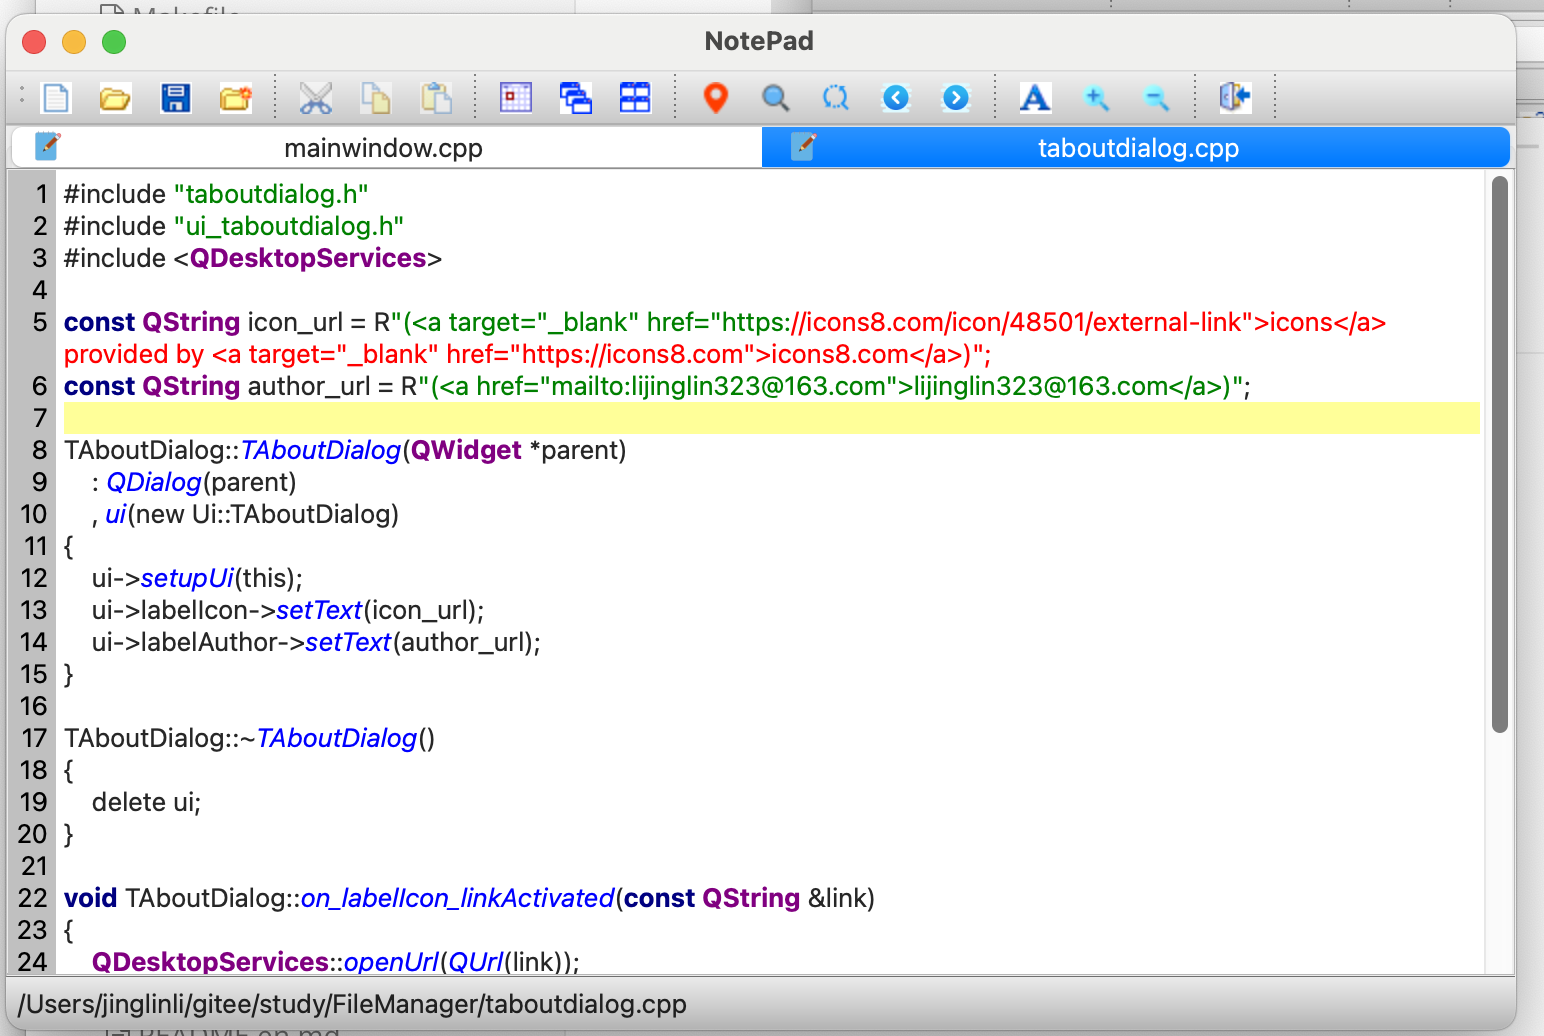 Makefile
NotePad
mainwindow.cpp
taboutdialog.cpp
1 #include "taboutdialog.h"
2 #include "ui_taboutdialog.h"
3 #include <QDesktopServices>
4
5 const QString icon_url = R"(<a target="_blank" href="https://icons8.com/icon/48501/external-link">icons</a>
provided by <a target="_blank" href="https://icons8.com">icons8.com</a>)";
6 const QString author_url = R"(<a href="mailto:lijinglin323@163.com">lijinglin323@163.com</a>)";
7
8 TAboutDialog::TAboutDialog(QWidget *parent)
9     : QDialog(parent)
10     , ui(new Ui::TAboutDialog)
11 {
12     ui->setupUi(this);
13     ui->labelIcon->setText(icon_url);
14     ui->labelAuthor->setText(author_url);
15 }
16
17 TAboutDialog::~TAboutDialog()
18 {
19     delete ui;
20 }
21
22 void TAboutDialog::on_labelIcon_linkActivated(const QString &link)
23 {
24     QDesktopServices::openUrl(QUrl(link));
/Users/jinglinli/gitee/study/FileManager/taboutdialog.cpp
README.en.md